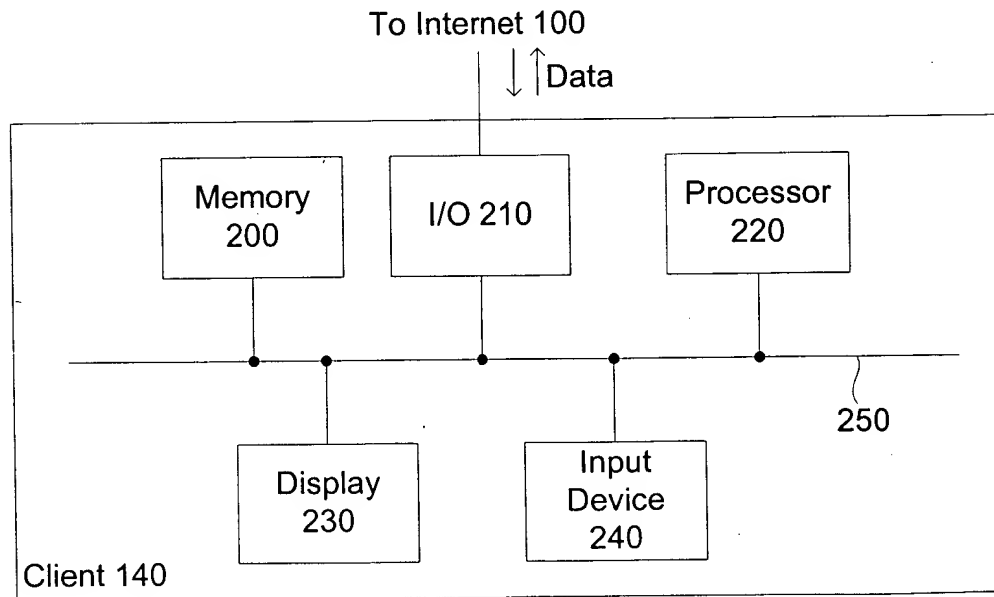 To Internet 100
Data
Memory
200
I/O 210
Processor
220
250
Display
230
Input
Device
240
Client 140